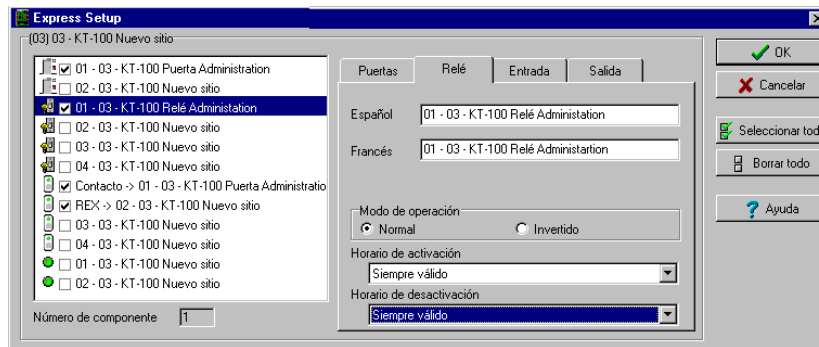 Express Setup
(03) 03 - KT-100 Nuevo sitio
01 - 03 - KT-100 Puerta Administration
02 - 03 - KT-100 Nuevo sitio
01 - 03 - KT-100 Relé Administation
02 - 03 - KT-100 Nuevo sitio
03 - 03 - KT-100 Nuevo sitio
04 - 03 - KT-100 Nuevo sitio
Contacto -> 01 - 03 - KT-100 Puerta Administratio
REX -> 02 - 03 - KT-100 Nuevo sitio
03 - 03 - KT-100 Nuevo sitio
04 - 03 - KT-100 Nuevo sitio
01 - 03 - KT-100 Nuevo sitio
02 - 03 - KT-100 Nuevo sitio
Número de componente 1
Puertas Relé Entrada Salida
Español 01 - 03 - KT-100 Relé Administation
Francés 01 - 03 - KT-100 Relé Administartion
Modo de operación
Normal Invertido
Horario de activación
Siempre válido
Horario de desactivación
Siempre válido
OK
Cancelar
Seleccionar tod
Borrar todo
Ayuda